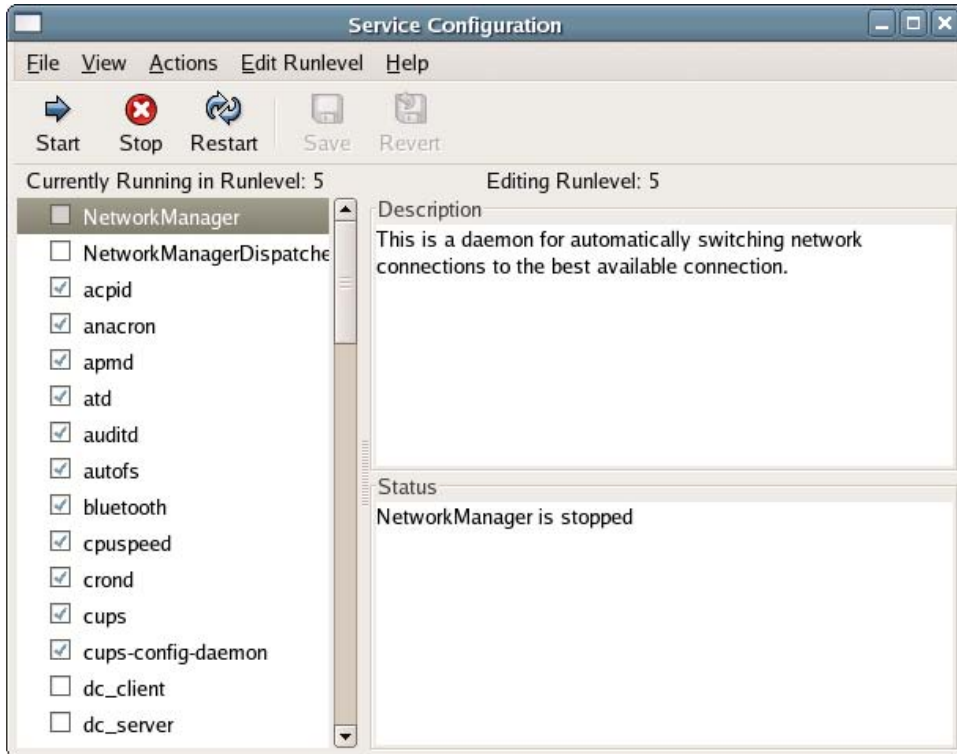 Service Configuration
File View Actions Edit Runlevel Help
Start Stop Restart Save Revert
Currently Running in Runlevel: 5 Editing Runlevel: 5
NetworkManager
NetworkManagerDispatche
acpid
anacron
apmd
atd
auditd
autofs
bluetooth
cpuspeed
crond
cups
cups-config-daemon
dc_client
dc_server
Description
This is a daemon for automatically switching network
connections to the best available connection.
Status
NetworkManager is stopped